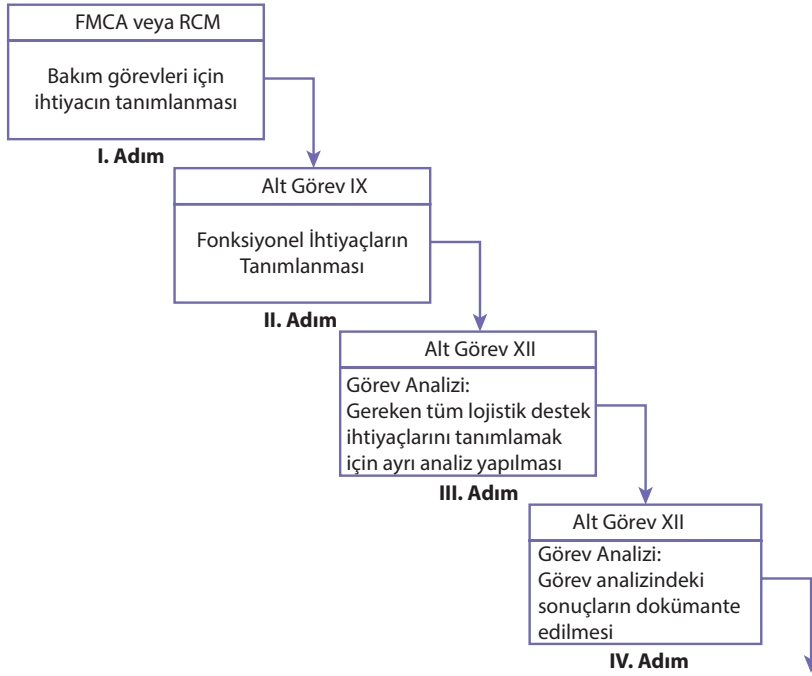 FMCA veya RCM
Bakım görevleri için
ihtiyacın tanımlanması
I. Adım
Alt Görev IX
Fonksiyonel İhtiyaçların
Tanımlanması
II. Adım
Alt Görev XII
Görev Analizi:
Gereken tüm lojistik destek
ihtiyaçlarını tanımlamak
için ayrı analiz yapılması
III. Adım
Alt Görev XII
Görev Analizi:
Görev analizindeki
sonuçların dokümante
edilmesi
IV. Adım